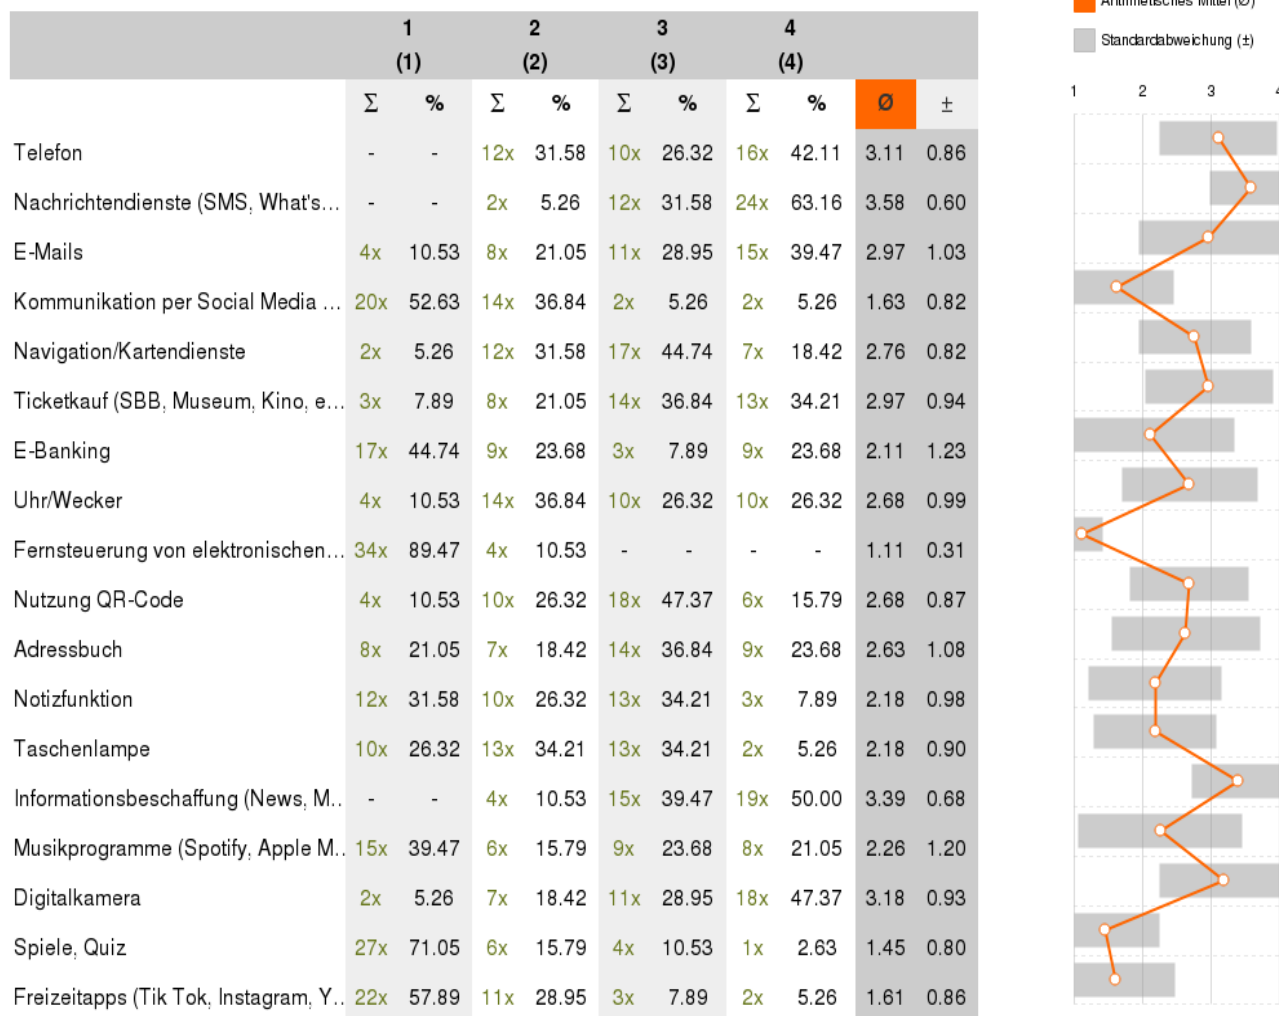 Arithmetisches Mittel (Ø)
Standardabweichung (±)
1 2 3 4
(1) (2) (3) (4)
Σ % Σ % Σ % Σ % Ø ±
1 2 3 4
Telefon - - 12x 31.58 10x 26.32 16x 42.11 3.11 0.86
Nachrichtendienste (SMS, What's... - - 2x 5.26 12x 31.58 24x 63.16 3.58 0.60
E-Mails 4x 10.53 8x 21.05 11x 28.95 15x 39.47 2.97 1.03
Kommunikation per Social Media ... 20x 52.63 14x 36.84 2x 5.26 2x 5.26 1.63 0.82
Navigation/Kartendienste 2x 5.26 12x 31.58 17x 44.74 7x 18.42 2.76 0.82
Ticketkauf (SBB, Museum, Kino, e... 3x 7.89 8x 21.05 14x 36.84 13x 34.21 2.97 0.94
E-Banking 17x 44.74 9x 23.68 3x 7.89 9x 23.68 2.11 1.23
Uhr/Wecker 4x 10.53 14x 36.84 10x 26.32 10x 26.32 2.68 0.99
Fernsteuerung von elektronischen... 34x 89.47 4x 10.53 - - - - 1.11 0.31
Nutzung QR-Code 4x 10.53 10x 26.32 18x 47.37 6x 15.79 2.68 0.87
Adressbuch 8x 21.05 7x 18.42 14x 36.84 9x 23.68 2.63 1.08
Notizfunktion 12x 31.58 10x 26.32 13x 34.21 3x 7.89 2.18 0.98
Taschenlampe 10x 26.32 13x 34.21 13x 34.21 2x 5.26 2.18 0.90
Informationsbeschaffung (News, M.. - - 4x 10.53 15x 39.47 19x 50.00 3.39 0.68
Musikprogramme (Spotify, Apple M.. 15x 39.47 6x 15.79 9x 23.68 8x 21.05 2.26 1.20
Digitalkamera 2x 5.26 7x 18.42 11x 28.95 18x 47.37 3.18 0.93
Spiele, Quiz 27x 71.05 6x 15.79 4x 10.53 1x 2.63 1.45 0.80
Freizeitapps (Tik Tok, Instagram, Y.. 22x 57.89 11x 28.95 3x 7.89 2x 5.26 1.61 0.86